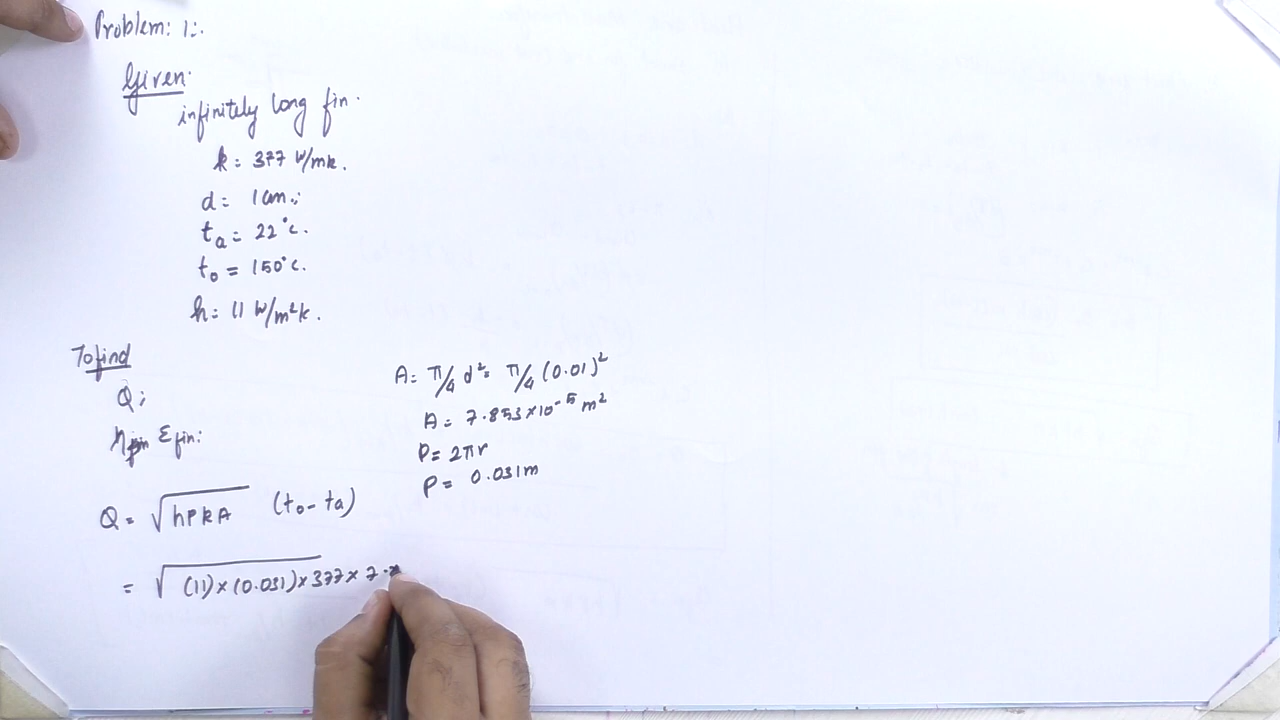 Problem: 1:.
Given:
infinitely long fin.
k = 377 W/mk.
d = 1cm.;
ta = 22°c.
to = 150°c.
h = 11 W/m²k.
To find
Q;
εfin:
A = π/4 d² = π/4 (0.01)²
A = 7.853×10⁻⁵ m²
P = 2πr
P = 0.031m
Q = √hPkA (to - ta)
= √(11)×(0.031)×377×7.